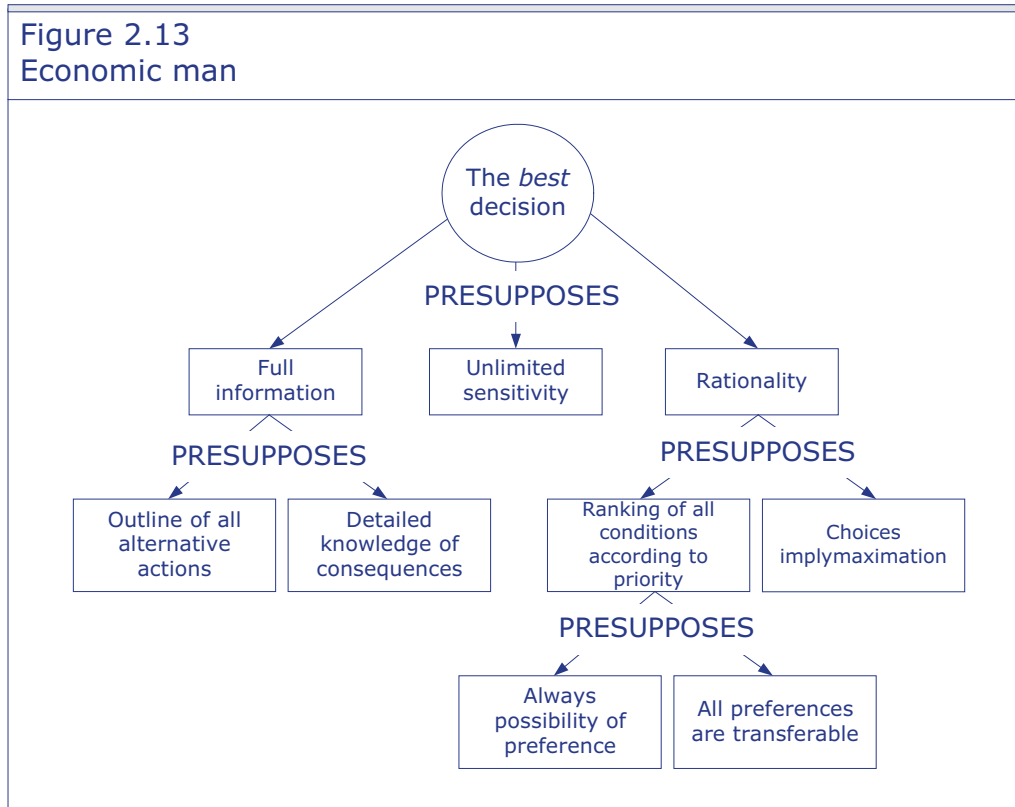 Figure 2.13
Economic man
The best
decision
PRESUPPOSES
Full
information
Unlimited
sensitivity
Rationality
PRESUPPOSES
PRESUPPOSES
Outline of all
alternative
actions
Detailed
knowledge of
consequences
Ranking of all
conditions
according to
priority
Choices
implymaximation
PRESUPPOSES
Always
possibility of
preference
All preferences
are transferable